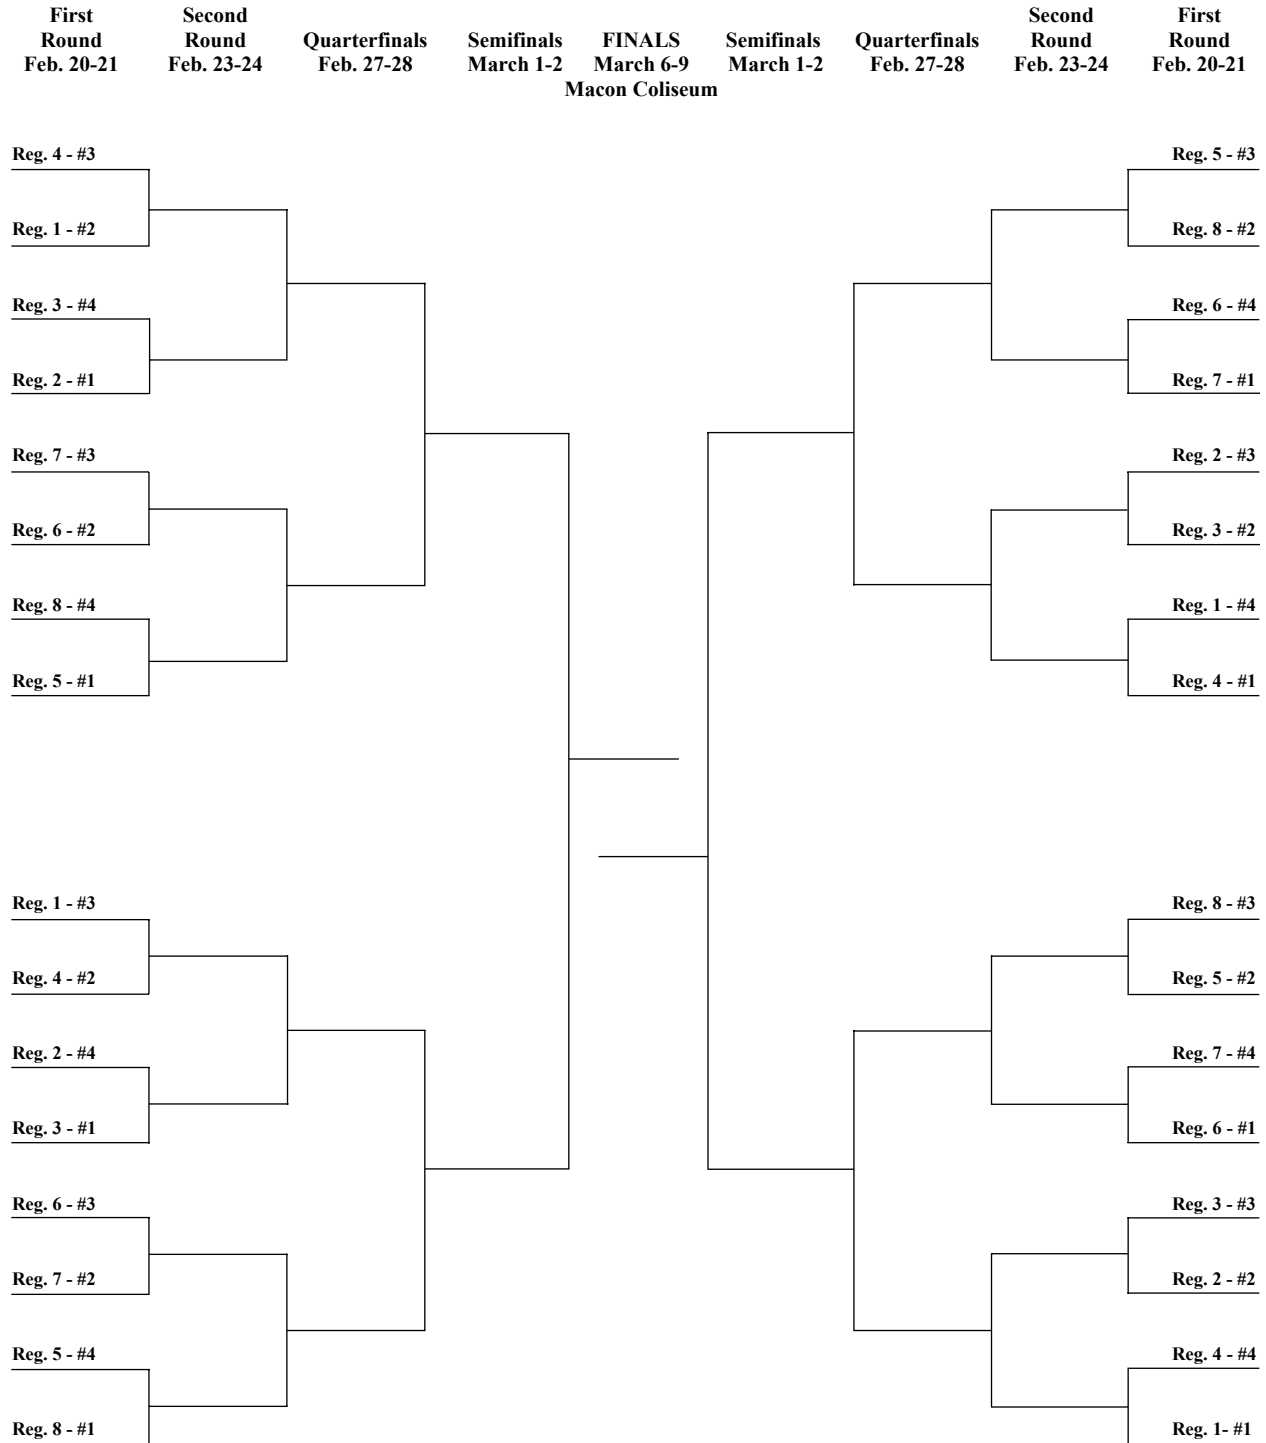 First
Round
Feb. 20-21
Second
Round
Feb. 23-24
Quarterfinals
Feb. 27-28
Semifinals
March 1-2
FINALS
March 6-9
Macon Coliseum
Semifinals
March 1-2
Quarterfinals
Feb. 27-28
Second
Round
Feb. 23-24
First
Round
Feb. 20-21
Reg. 4 - #3
Reg. 1 - #2
Reg. 3 - #4
Reg. 2 - #1
Reg. 7 - #3
Reg. 6 - #2
Reg. 8 - #4
Reg. 5 - #1
Reg. 1 - #3
Reg. 4 - #2
Reg. 2 - #4
Reg. 3 - #1
Reg. 6 - #3
Reg. 7 - #2
Reg. 5 - #4
Reg. 8 - #1
Reg. 5 - #3
Reg. 8 - #2
Reg. 6 - #4
Reg. 7 - #1
Reg. 2 - #3
Reg. 3 - #2
Reg. 1 - #4
Reg. 4 - #1
Reg. 8 - #3
Reg. 5 - #2
Reg. 7 - #4
Reg. 6 - #1
Reg. 3 - #3
Reg. 2 - #2
Reg. 4 - #4
Reg. 1- #1